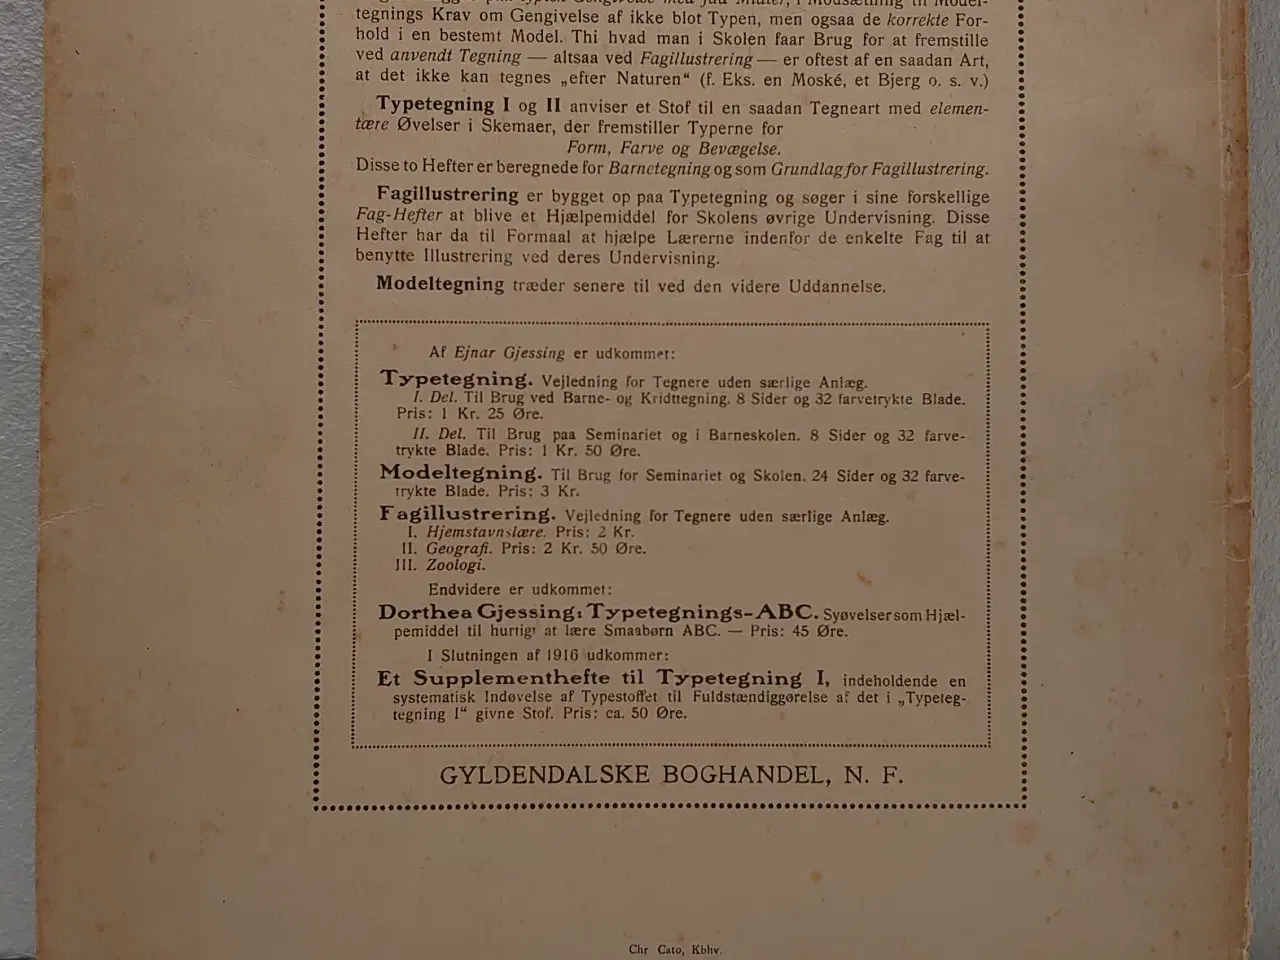 tegnings Krav om Gengivelse af ikke blot Typen, men ogsaa de korrekte For-
hold i en bestemt Model. Thi hvad man i Skolen faar Brug for at fremstille
ved anvendt Tegning — altsaa ved Fagillustrering — er oftest af en saadan Art,
at det ikke kan tegnes „efter Naturen“ (f. Eks. en Moské, et Bjerg o. s. v.)
Typetegning I og II anviser et Stof til en saadan Tegneart med elemen-
tære Øvelser i Skemaer, der fremstiller Typerne for
Form, Farve og Bevægelse.
Disse to Hefter er beregnede for Barnetegning og som Grundlag for Fagillustrering.
Fagillustrering er bygget op paa Typetegning og søger i sine forskellige
Fag-Hefter at blive et Hjælpemiddel for Skolens øvrige Undervisning. Disse
Hefter har da til Formaal at hjælpe Lærerne indenfor de enkelte Fag til at
benytte Illustrering ved deres Undervisning.
Modeltegning træder senere til ved den videre Uddannelse.
Af Ejnar Gjessing er udkommet:
Typetegning. Vejledning for Tegnere uden særlige Anlæg.
I. Del. Til Brug ved Barne- og Kridttegning. 8 Sider og 32 farvetrykte Blade.
Pris: 1 Kr. 25 Øre.
II. Del. Til Brug paa Seminariet og i Barneskolen. 8 Sider og 32 farve-
trykte Blade. Pris: 1 Kr. 50 Øre.
Modeltegning. Til Brug for Seminariet og Skolen. 24 Sider og 32 farve-
trykte Blade. Pris: 3 Kr.
Fagillustrering. Vejledning for Tegnere uden særlige Anlæg.
I. Hjemstavnslære. Pris: 2 Kr.
II. Geografi. Pris: 2 Kr. 50 Øre.
III. Zoologi.
Endvidere er udkommet:
Dorthea Gjessing: Typetegnings-ABC. Syøvelser som Hjæl-
pemiddel til hurtigt at lære Smaabørn ABC. — Pris: 45 Øre.
I Slutningen af 1916 udkommer:
Et Supplementhefte til Typetegning I, indeholdende en
systematisk Indøvelse af Typestoffet til Fuldstændiggørelse af det i „Typeteg-
tegning I“ givne Stof. Pris: ca. 50 Øre.
GYLDENDALSKE BOGHANDEL, N. F.
Chr Cato, Kbhv.